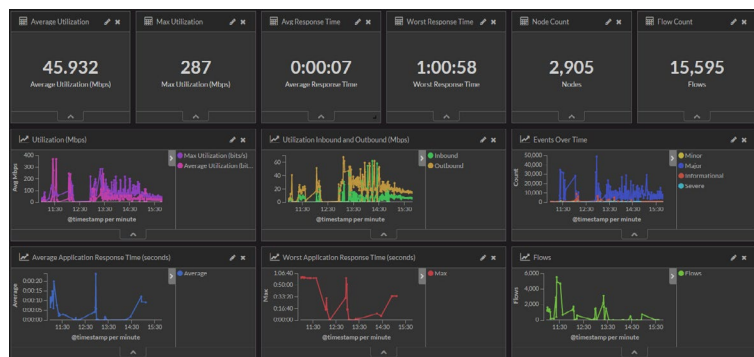 Average Utilization
Max Utilization
Avg Response Time
Worst Response Time
Node Count
Flow Count
45.932
Average Utilization (Mbps)
287
Max Utilization (Mbps)
0:00:07
Average Response Time
1:00:58
Worst Response Time
2,905
Nodes
15,595
Flows
Utilization (Mbps)
400
300
200
100
0
Avg Mbps
11:30 12:30 13:30 14:30 15:30
@timestamp per minute
Max Utilization (bits/s)
Average Utilization (bit...
Utilization Inbound and Outbound (Mbps)
60
40
20
0
11:30 12:30 13:30 14:30 15:30
@timestamp per minute
Inbound
Outbound
Events Over Time
50,000
40,000
30,000
20,000
10,000
0
Count
11:30 12:30 13:30 14:30 15:30
@timestamp per minute
Minor
Major
Informational
Severe
Average Application Response Time (seconds)
0:00:20
0:00:15
0:00:10
0:00:05
0:00:00
Average
11:30 12:30 13:30 14:30 15:30
@timestamp per minute
Average
Worst Application Response Time (seconds)
1:06:40
0:50:00
0:33:20
0:16:40
0:00:00
Max
11:30 12:30 13:30 14:30 15:30
@timestamp per minute
Max
Flows
6,000
4,000
2,000
0
Flows
11:30 12:30 13:30 14:30 15:30
@timestamp per minute
Flows